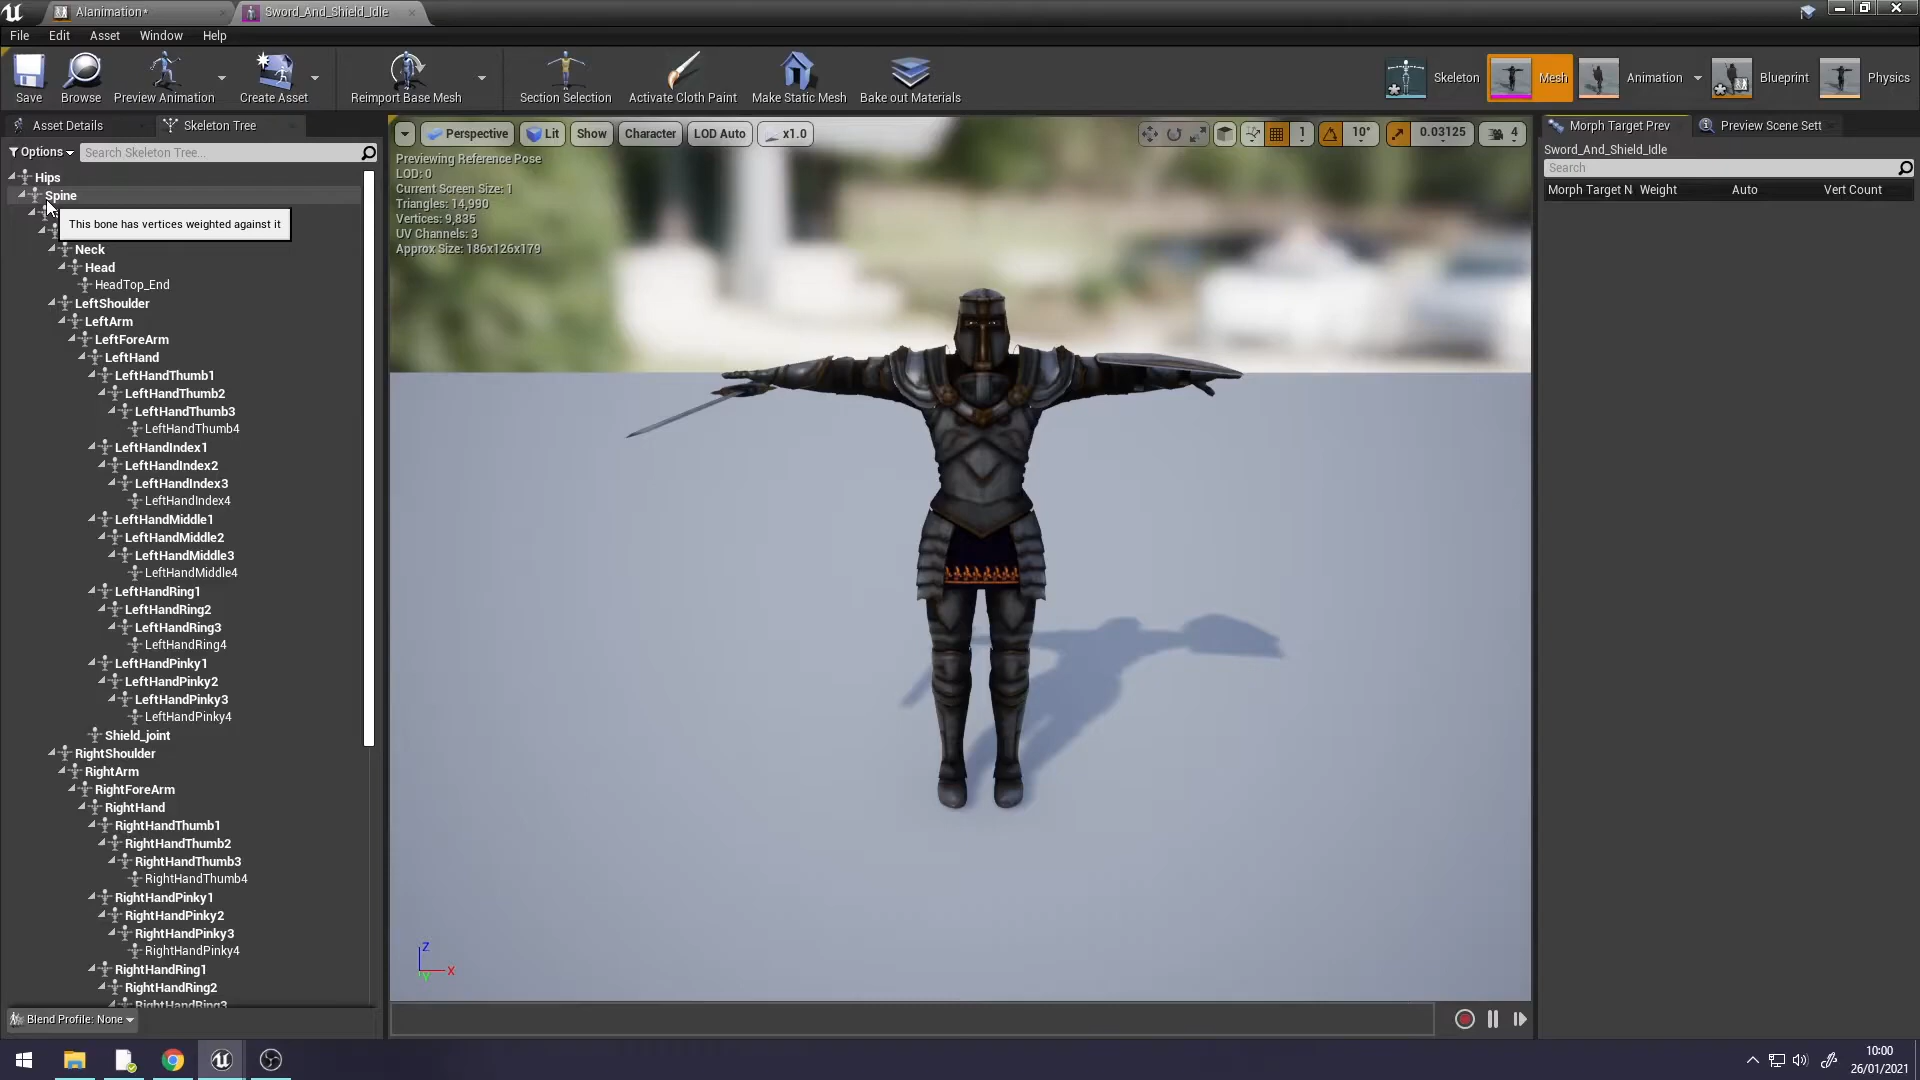 AIanimation*
Sword_And_Shield_Idle
File Edit Asset Window Help
Save Browse Preview Animation Create Asset Reimport Base Mesh Section Selection Activate Cloth Paint Make Static Mesh Bake out Materials Skeleton Mesh Animation Blueprint Physics
Asset Details Skeleton Tree
Options Search Skeleton Tree...
Hips
Spine
This bone has vertices weighted against it
Neck
Head
HeadTop_End
LeftShoulder
LeftArm
LeftForeArm
LeftHand
LeftHandThumb1
LeftHandThumb2
LeftHandThumb3
LeftHandThumb4
LeftHandIndex1
LeftHandIndex2
LeftHandIndex3
LeftHandIndex4
LeftHandMiddle1
LeftHandMiddle2
LeftHandMiddle3
LeftHandMiddle4
LeftHandRing1
LeftHandRing2
LeftHandRing3
LeftHandRing4
LeftHandPinky1
LeftHandPinky2
LeftHandPinky3
LeftHandPinky4
Shield_joint
RightShoulder
RightArm
RightForeArm
RightHand
RightHandThumb1
RightHandThumb2
RightHandThumb3
RightHandThumb4
RightHandPinky1
RightHandPinky2
RightHandPinky3
RightHandPinky4
RightHandRing1
RightHandRing2
RightHandRing3
Blend Profile: None
Perspective Lit Show Character LOD Auto x1.0 1 10° 0.03125 4
Previewing Reference Pose
LOD: 0
Current Screen Size: 1
Triangles: 14,990
Vertices: 9,835
UV Channels: 3
Approx Size: 186x126x179
Z
X
Y
Morph Target Prev Preview Scene Sett
Sword_And_Shield_Idle
Search
Morph Target N Weight Auto Vert Count
10:00
26/01/2021